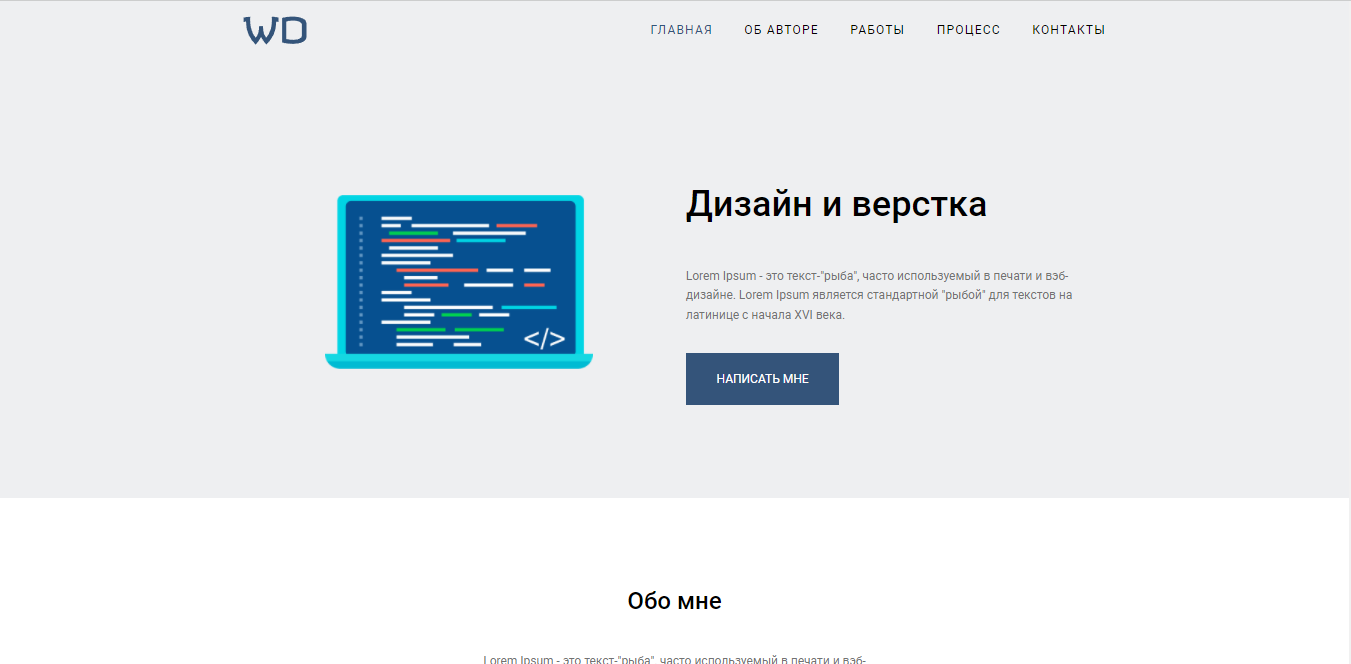 WD
ГЛАВНАЯ ОБ АВТОРЕ РАБОТЫ ПРОЦЕСС КОНТАКТЫ
Дизайн и верстка
Lorem Ipsum - это текст-"рыба", часто используемый в печати и вэб-
дизайне. Lorem Ipsum является стандартной "рыбой" для текстов на
латинице с начала XVI века.
</>
НАПИСАТЬ МНЕ
Обо мне
Lorem Ipsum - это текст-"рыба", часто используемый в печати и вэб-